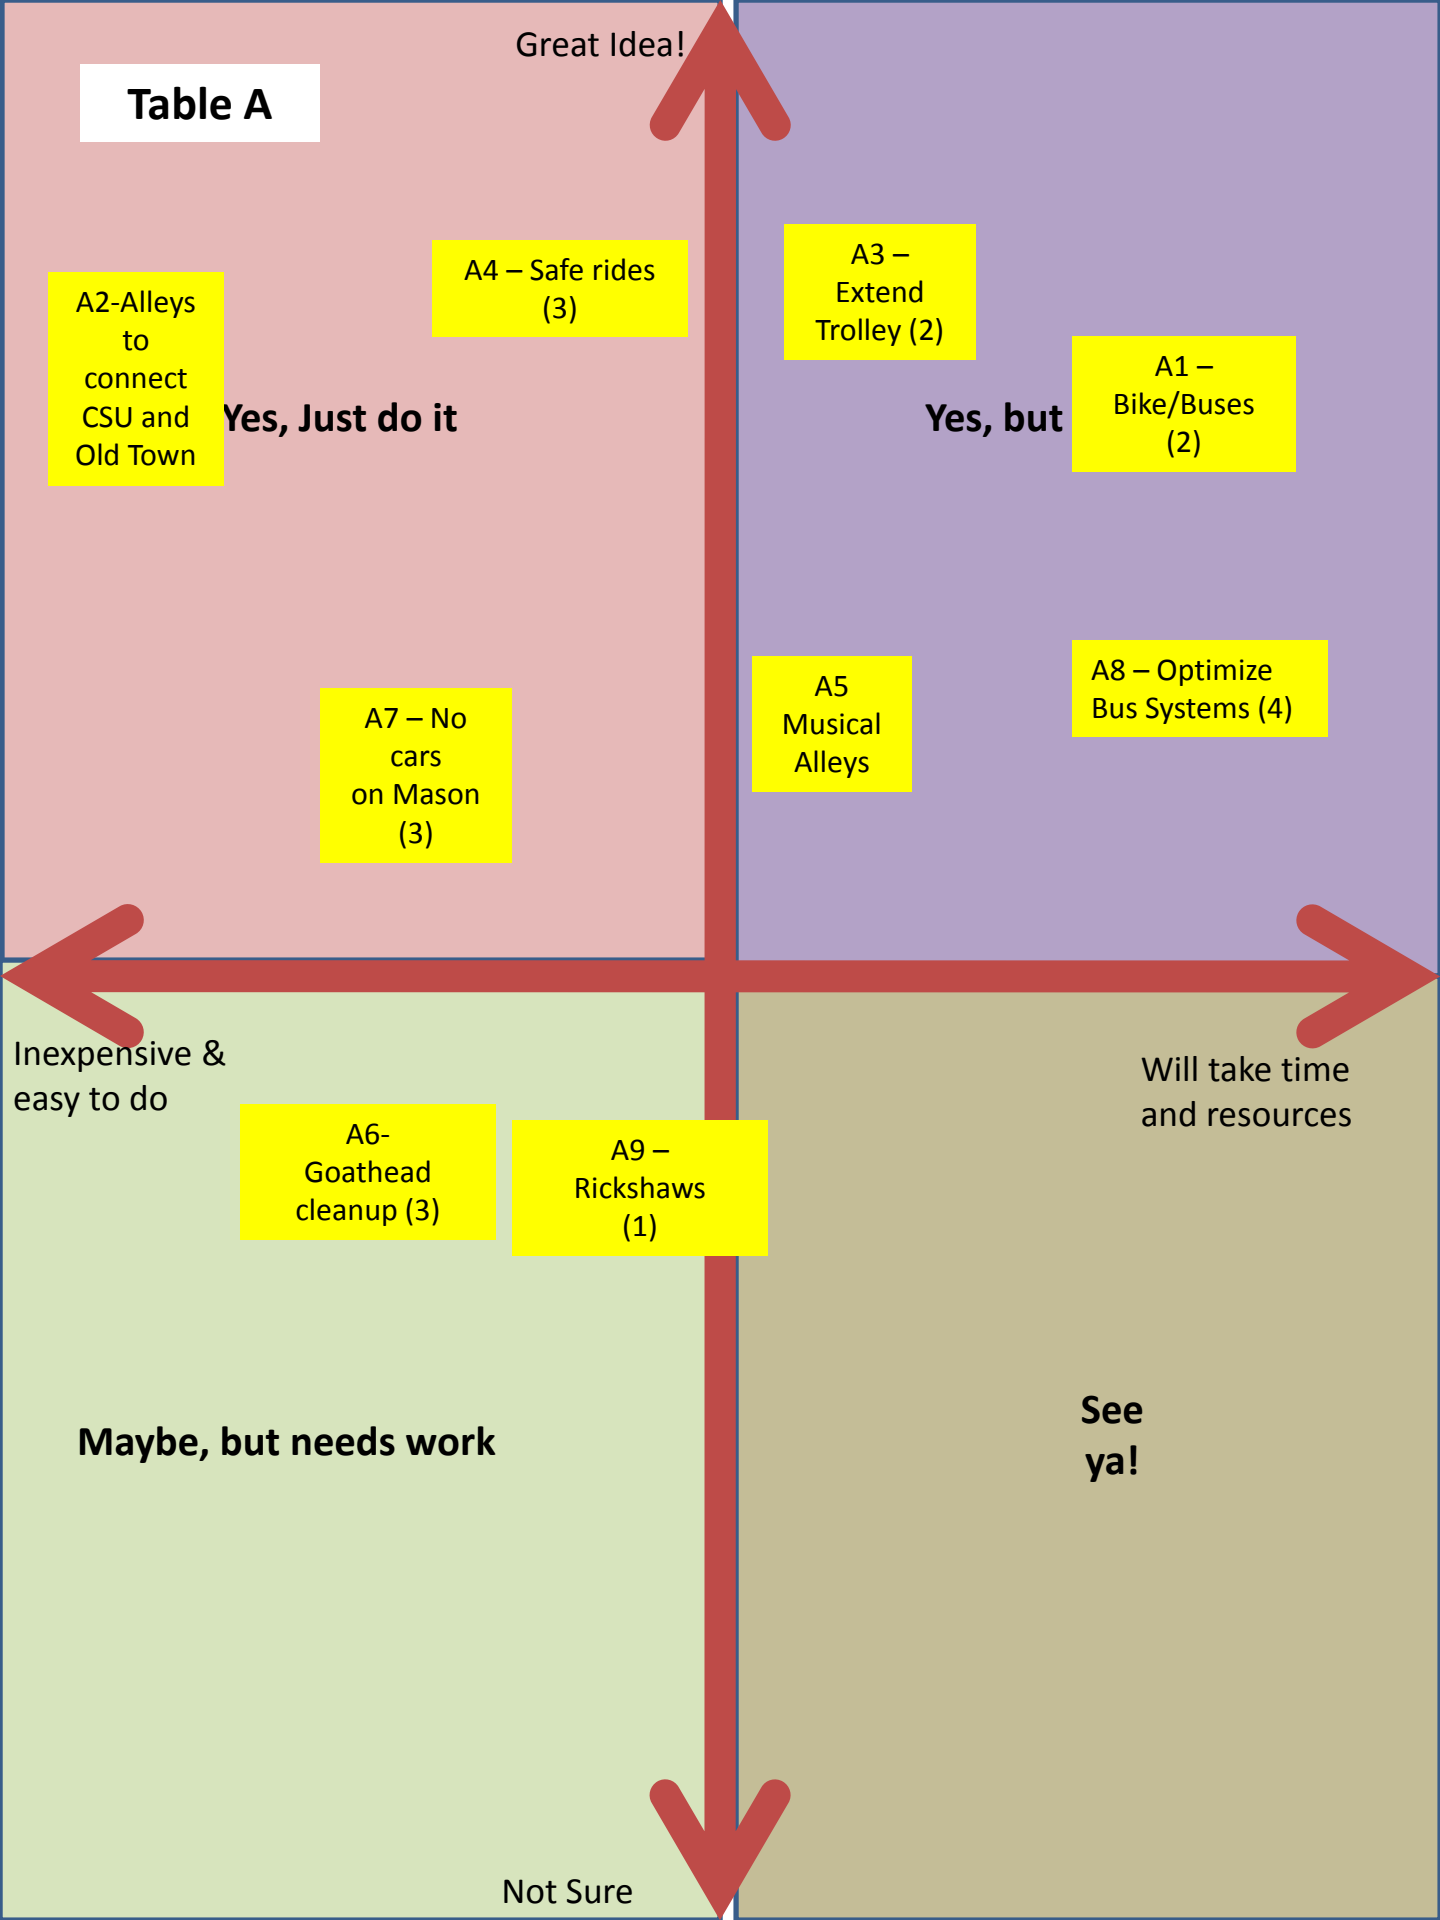 Great Idea!
Table A
A4 – Safe rides
(3)
A2-Alleys
to
connect
CSU and
Old Town
Yes, Just do it
A3 –
Extend
Trolley (2)
A1 –
Bike/Buses
(2)
Yes, but
A7 – No
cars
on Mason
(3)
A5
Musical
Alleys
A8 – Optimize
Bus Systems (4)
Inexpensive &
easy to do
Will take time
and resources
A6-
Goathead
cleanup (3)
A9 –
Rickshaws
(1)
Maybe, but needs work
See
ya!
Not Sure